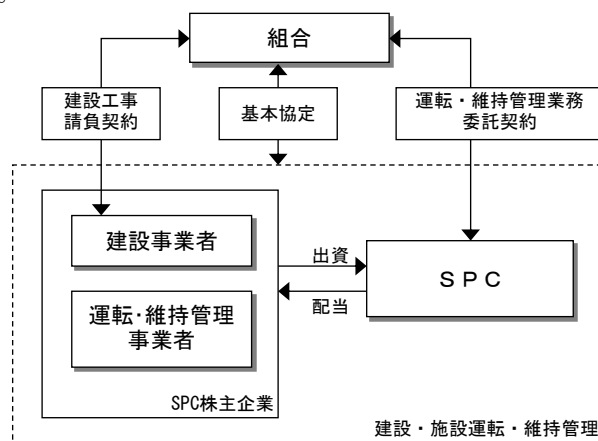 組合
建設工事
請負契約
基本協定
運転・維持管理業務
委託契約
建設事業者
運転・維持管理
事業者
SPC株主企業
出資
配当
ＳＰＣ
建設・施設運転・維持管理